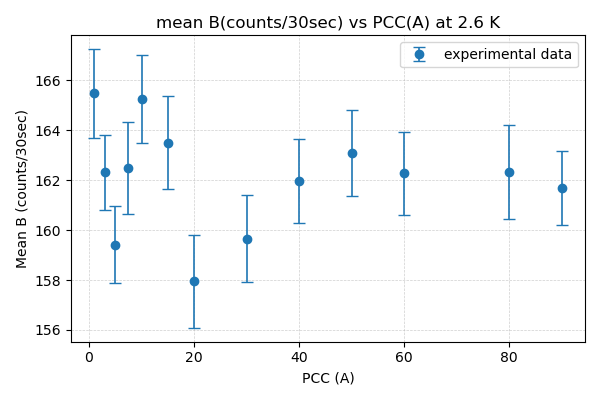 mean B(counts/30sec) vs PCC(A) at 2.6 K
experimental data
Mean B (counts/30sec)
166
164
162
160
158
156
0 20 40 60 80
PCC (A)